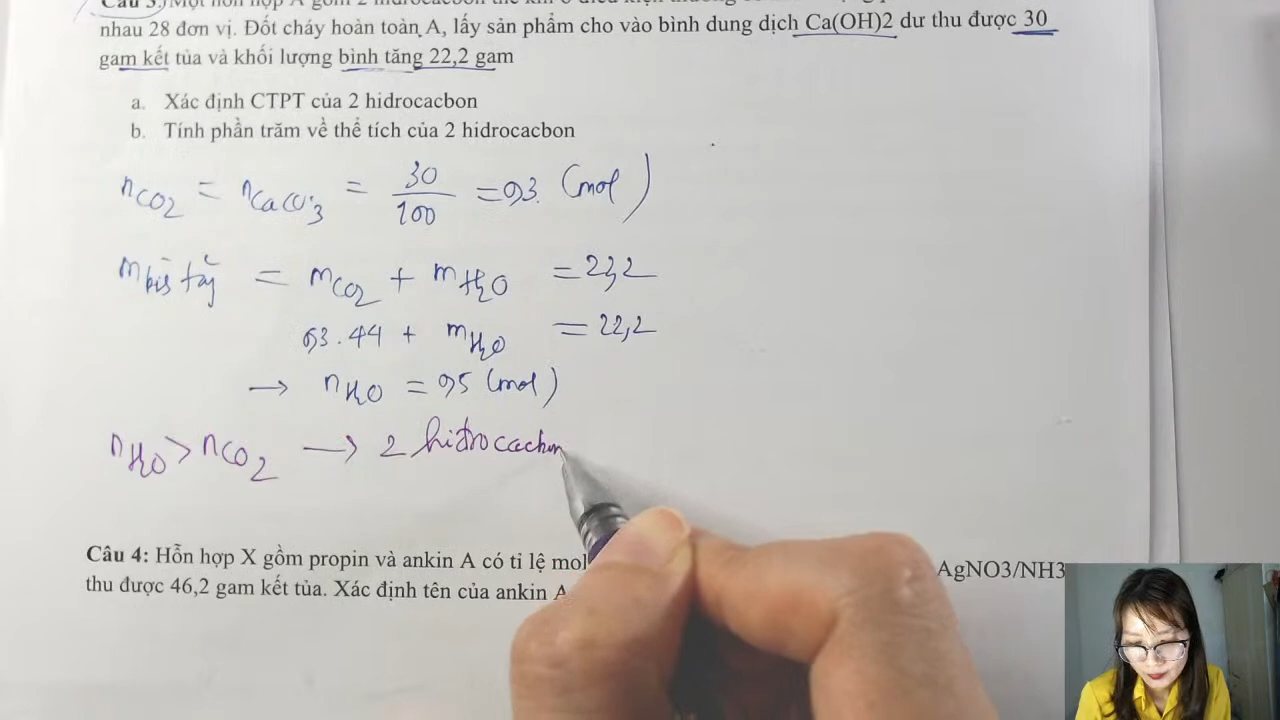 nhau 28 đơn vị. Đốt cháy hoàn toàn A, lấy sản phẩm cho vào bình dung dịch Ca(OH)2 dư thu được 30
gam kết tủa và khối lượng bình tăng 22,2 gam
a. Xác định CTPT của 2 hidrocacbon
b. Tính phần trăm về thể tích của 2 hidrocacbon
nCO2 = nCaCO3 = 30/100 = 0,3 (mol)
m = mCO2 + mH2O = 22,2
0,3.44 + mH2O = 22,2
→ nH2O = 0,5 (mol)
nH2O > nCO2 → 2 hiđrocacbon
Câu 4: Hỗn hợp X gồm propin và ankin A có tỉ lệ mol AgNO3/NH3
thu được 46,2 gam kết tủa. Xác định tên của ankin A